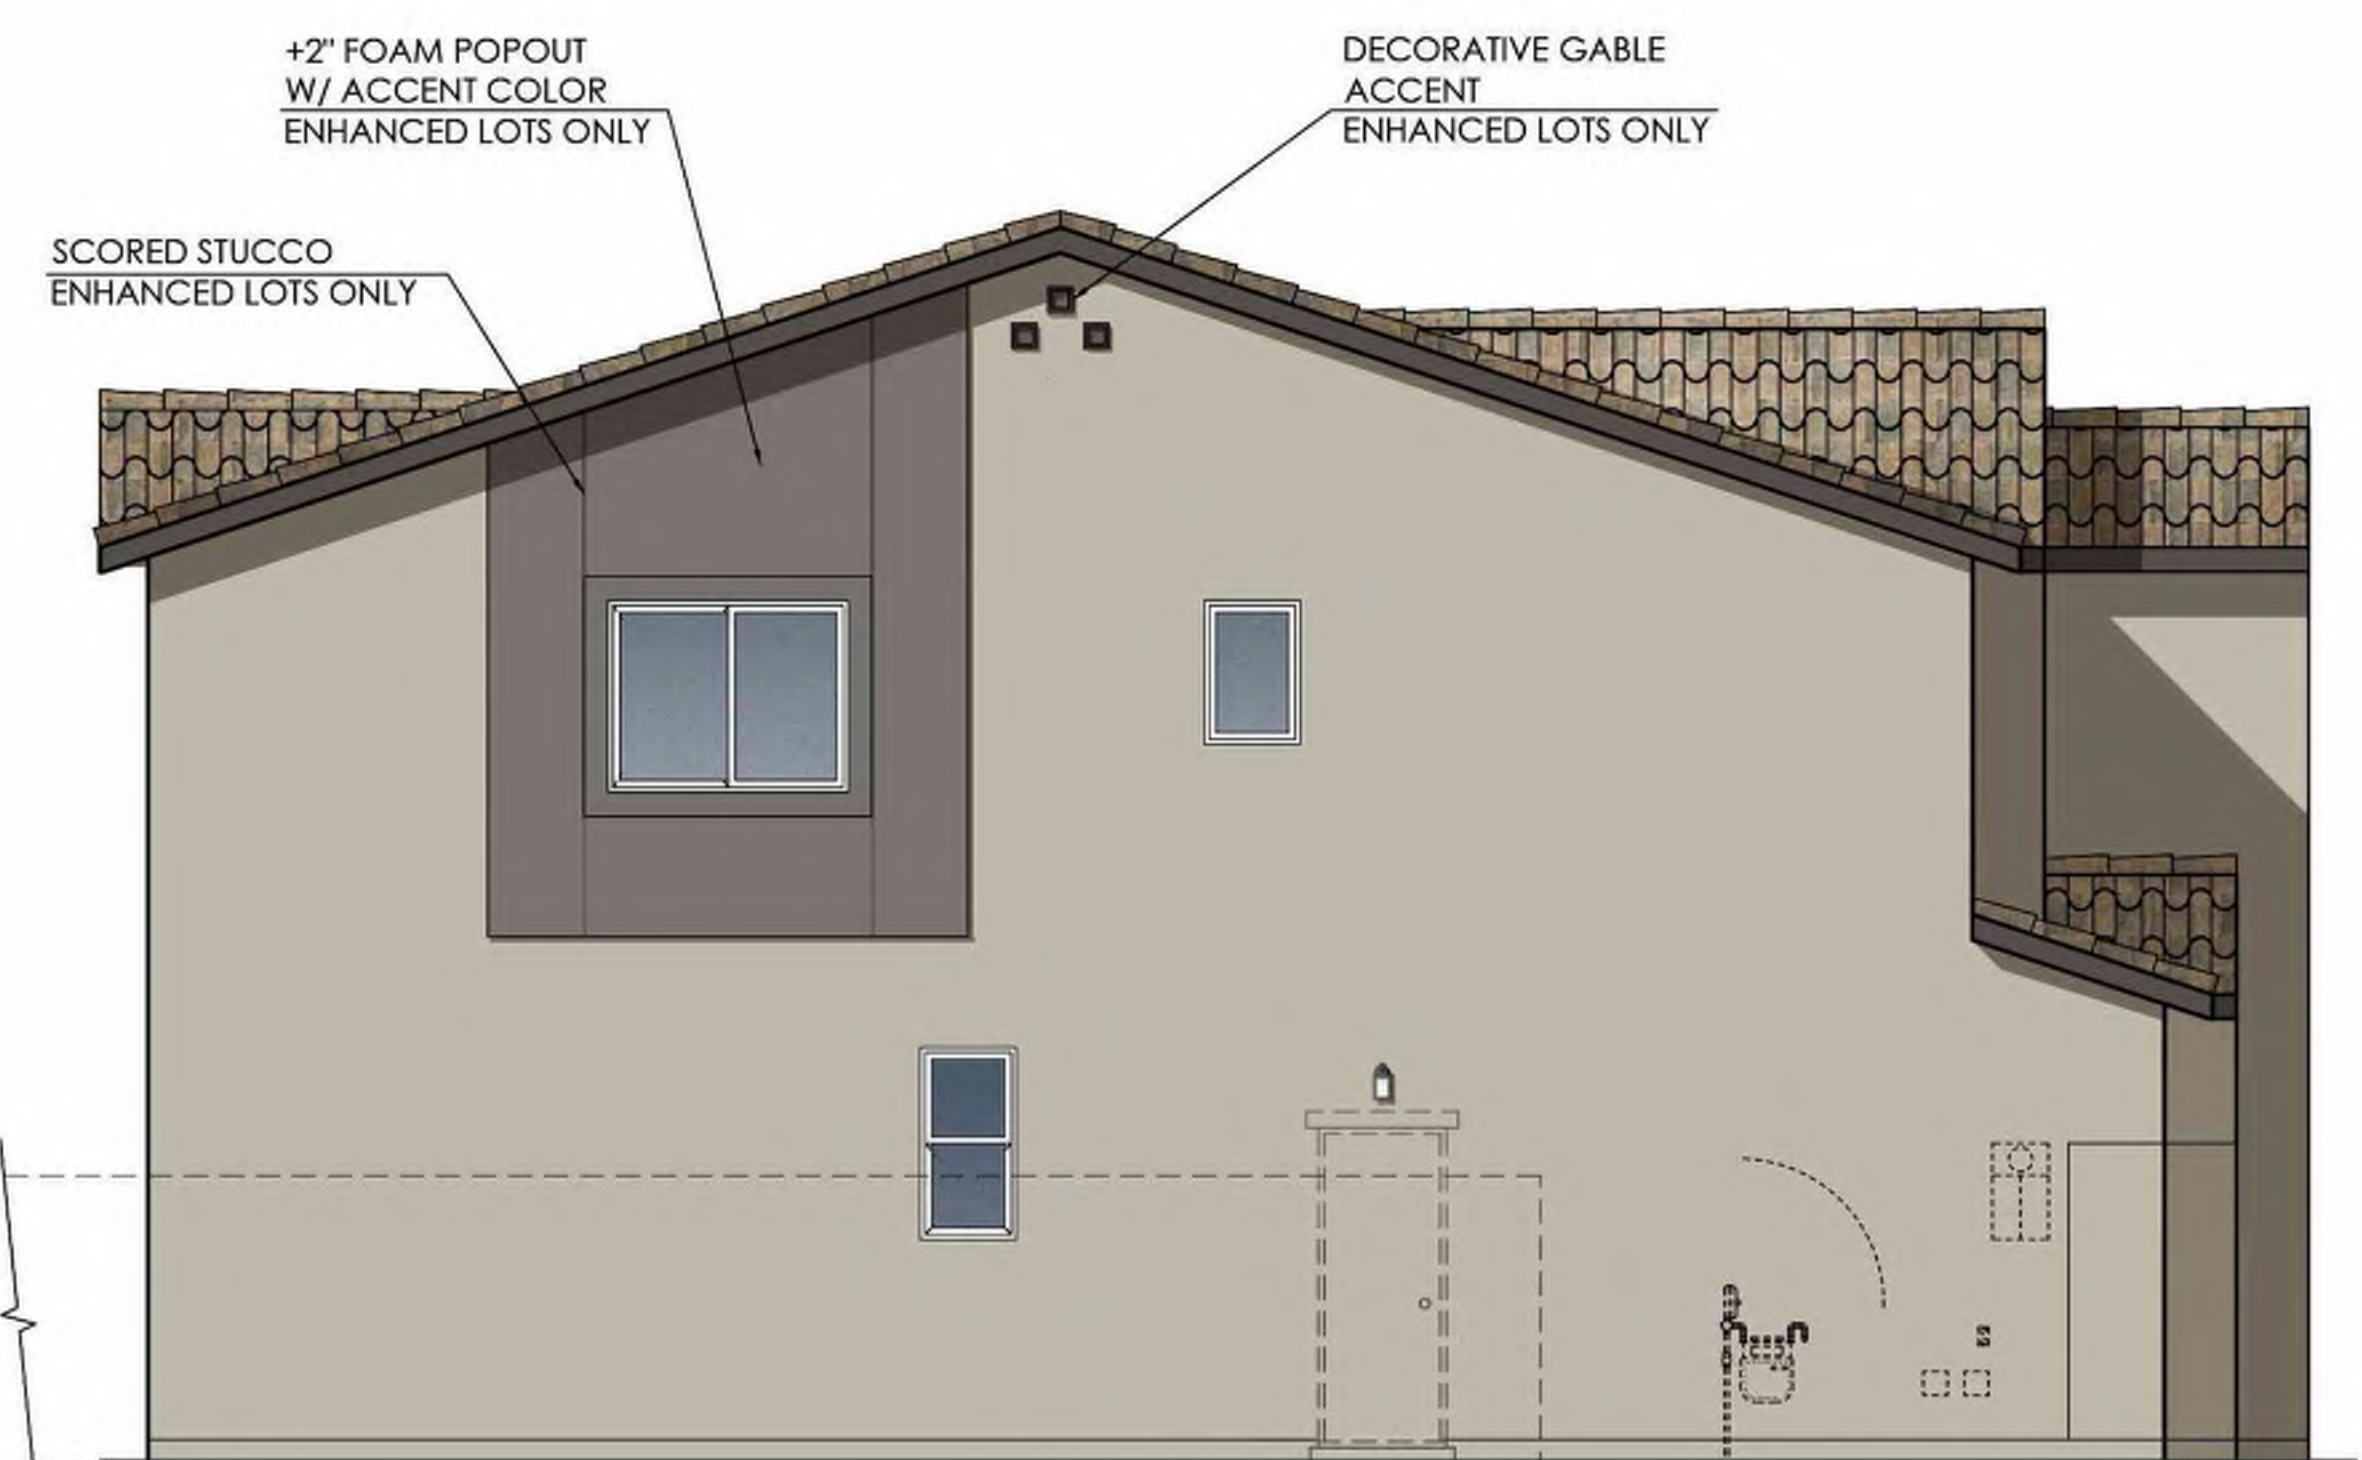 +2" FOAM POPOUT
W/ ACCENT COLOR
ENHANCED LOTS ONLY
DECORATIVE GABLE
ACCENT
ENHANCED LOTS ONLY
SCORED STUCCO
ENHANCED LOTS ONLY